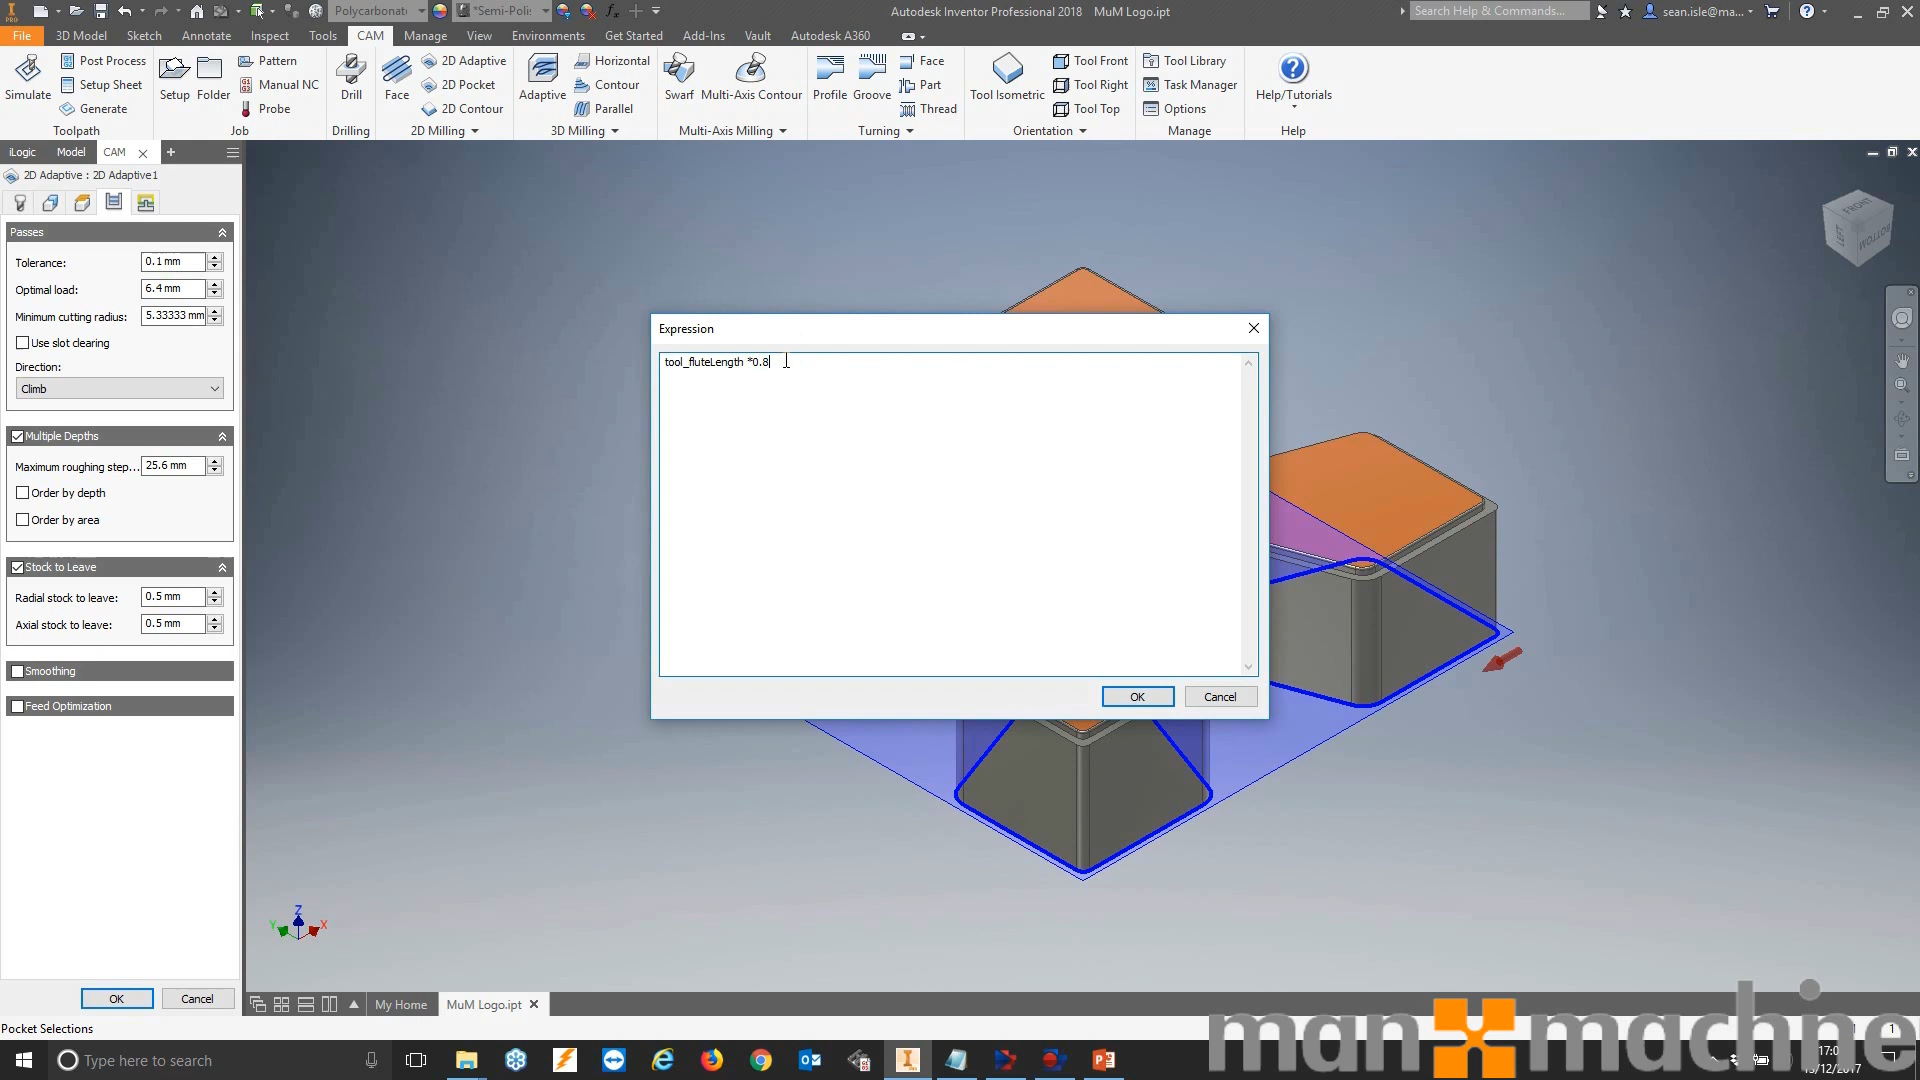 Polycarbonat
*Semi-Polis
Autodesk Inventor Professional 2018 MuM Logo.ipt
Search Help & Commands...
sean.isle@ma...
File 3D Model Sketch Annotate Inspect Tools CAM Manage View Environments Get Started Add-Ins Vault Autodesk A360
Simulate
Post Process
Setup Sheet
Generate
Toolpath
Setup
Folder
Pattern
Manual NC
Probe
Job
Drill
Drilling
Face
2D Adaptive
2D Pocket
2D Contour
2D Milling
Adaptive
Horizontal
Contour
Parallel
3D Milling
Swarf
Multi-Axis Contour
Multi-Axis Milling
Profile
Groove
Face
Part
Thread
Turning
Tool Isometric
Tool Front
Tool Right
Tool Top
Orientation
Tool Library
Task Manager
Options
Manage
Help/Tutorials
Help
iLogic Model CAM
2D Adaptive : 2D Adaptive1
Passes
Tolerance: 0.1 mm
Optimal load: 6.4 mm
Minimum cutting radius: 5.33333 mm
Use slot clearing
Direction:
Climb
Multiple Depths
Maximum roughing step... 25.6 mm
Order by depth
Order by area
Stock to Leave
Radial stock to leave: 0.5 mm
Axial stock to leave: 0.5 mm
Smoothing
Feed Optimization
OK Cancel
Expression
tool_fluteLength *0.8
OK Cancel
FRONT
BOTTOM
Z
Y
X
My Home MuM Logo.ipt
Pocket Selections
1
man machine
Type here to search
17:0